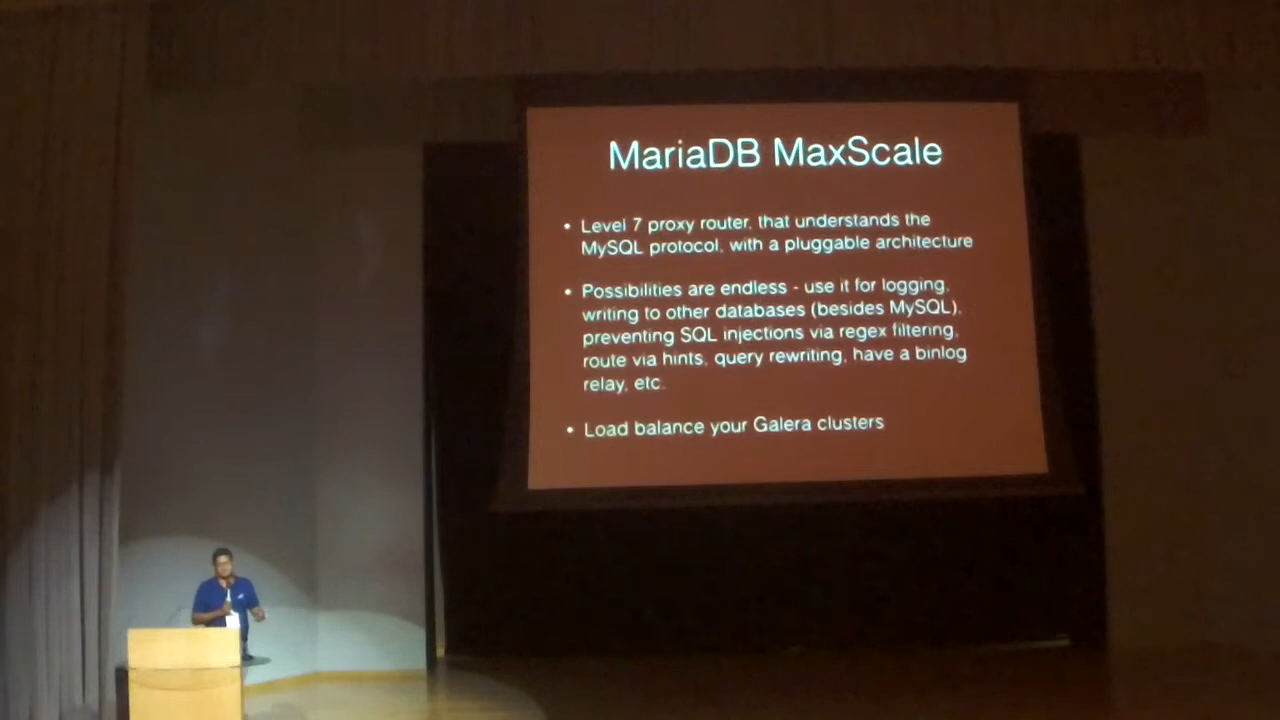 MariaDB MaxScale
• Level 7 proxy router, that understands the
MySQL protocol, with a pluggable architecture
• Possibilities are endless - use it for logging,
writing to other databases (besides MySQL),
preventing SQL injections via regex filtering,
route via hints, query rewriting, have a binlog
relay, etc.
• Load balance your Galera clusters